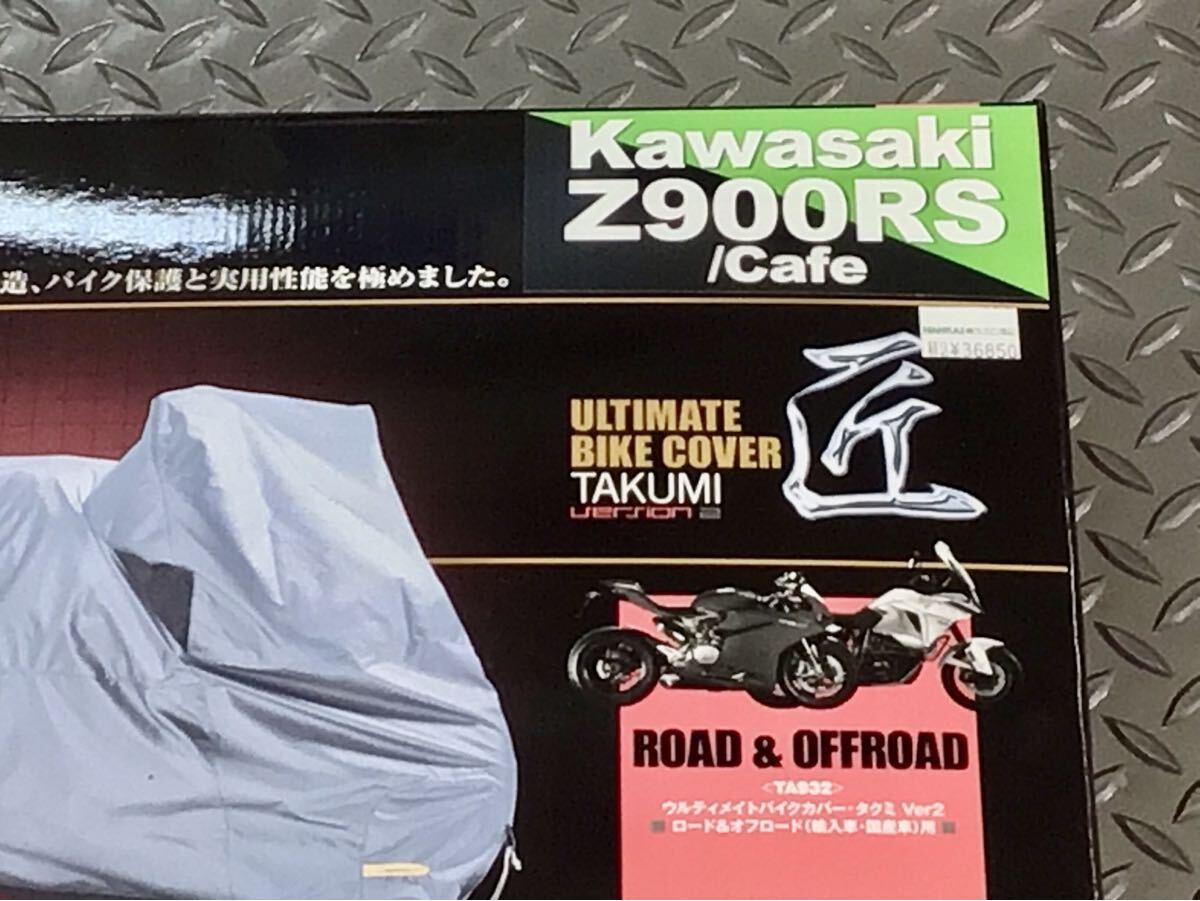 Kawasaki
Z900RS
/Cafe
造、バイク保護と実用性能を極めました。
¥36850
匠
ULTIMATE
BIKE COVER
TAKUMI
version 2
ROAD & OFFROAD
<TA932>
ウルティメイトバイクカバー・タクミ Ver2
■ ロード&オフロード(輸入車・国産車)用 ■